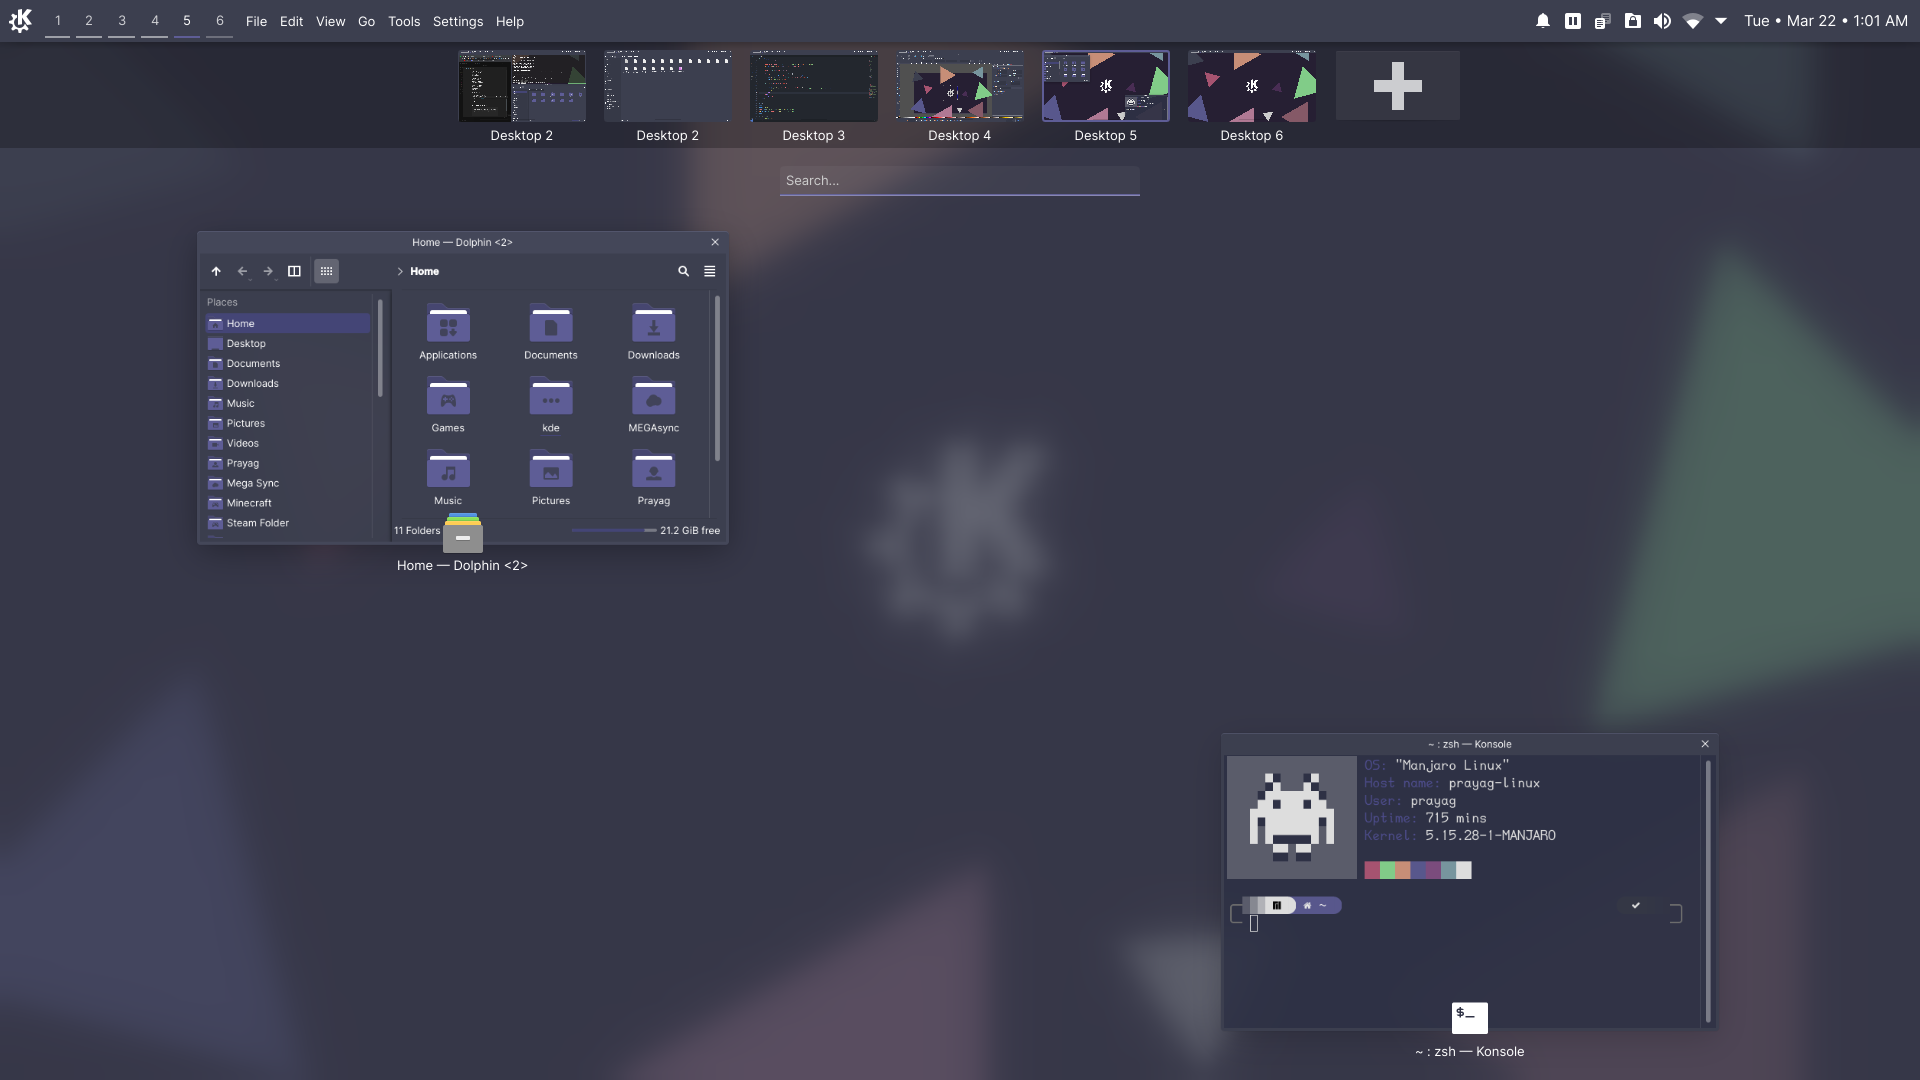 1 2 3 4 5 6 File Edit View Go Tools Settings Help
Tue • Mar 22 • 1:01 AM
Desktop 2
Desktop 2
Desktop 3
Desktop 4
Desktop 5
Desktop 6
Search...
Home — Dolphin <2>
Home
Places
Home
Desktop
Documents
Downloads
Music
Pictures
Videos
Prayag
Mega Sync
Minecraft
Steam Folder
Applications
Documents
Downloads
Games
kde
MEGAsync
Music
Pictures
Prayag
11 Folders
21.2 GiB free
Home — Dolphin <2>
~ : zsh — Konsole
OS: "Manjaro Linux"
Host name: prayag-linux
User: prayag
Uptime: 715 mins
Kernel: 5.15.28-1-MANJARO
~
$_
~ : zsh — Konsole